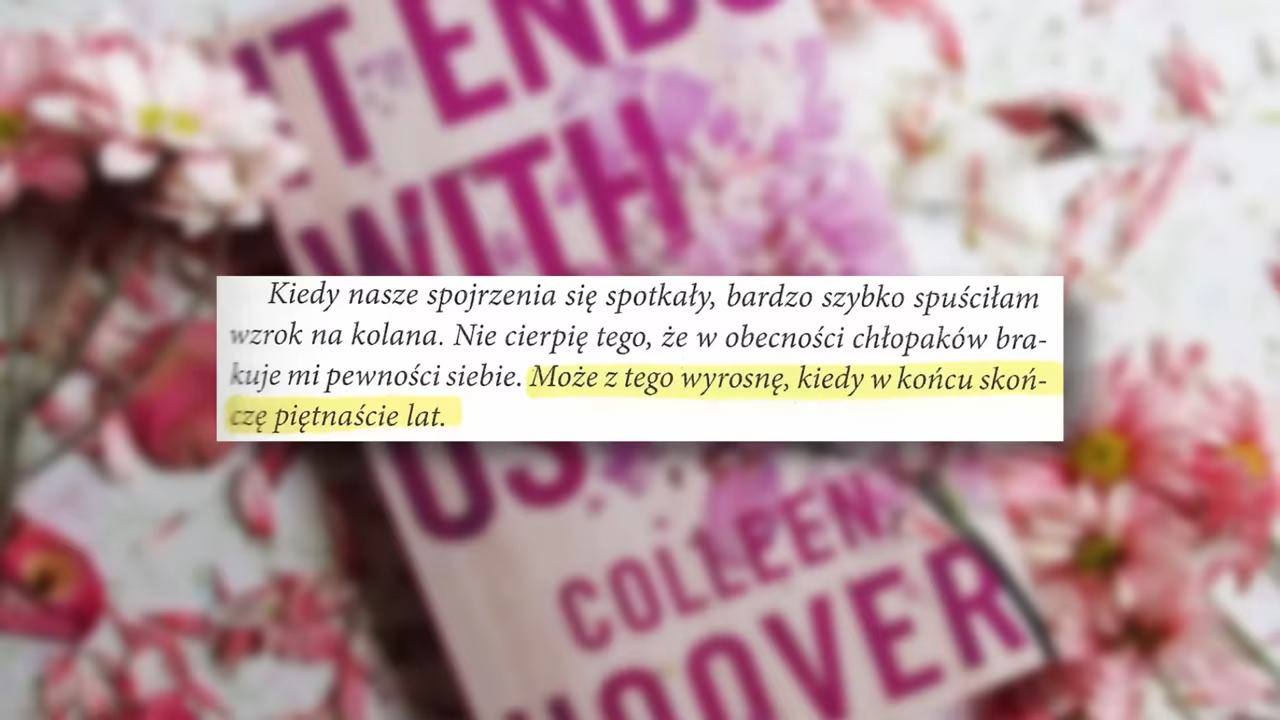 IT ENDS
WITH
US
COLLEEN
HOOVER
Kiedy nasze spojrzenia się spotkały, bardzo szybko spuściłam
wzrok na kolana. Nie cierpię tego, że w obecności chłopaków bra-
kuje mi pewności siebie. Może z tego wyrosnę, kiedy w końcu skoń-
czę piętnaście lat.